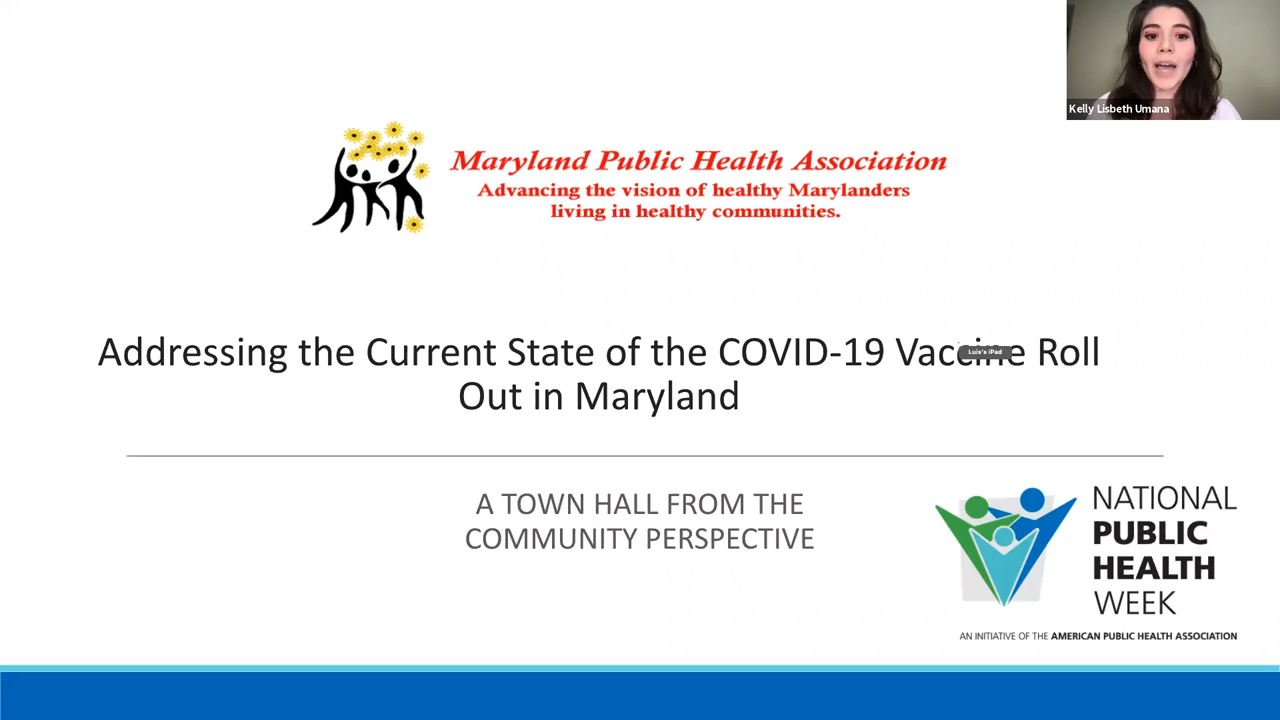 Kelly Lisbeth Umana
Maryland Public Health Association
Advancing the vision of healthy Marylanders
living in healthy communities.
Addressing the Current State of the COVID-19 Vaccine Roll
Luis's iPad
Out in Maryland
A TOWN HALL FROM THE
COMMUNITY PERSPECTIVE
NATIONAL
PUBLIC
HEALTH
WEEK
AN INITIATIVE OF THE AMERICAN PUBLIC HEALTH ASSOCIATION